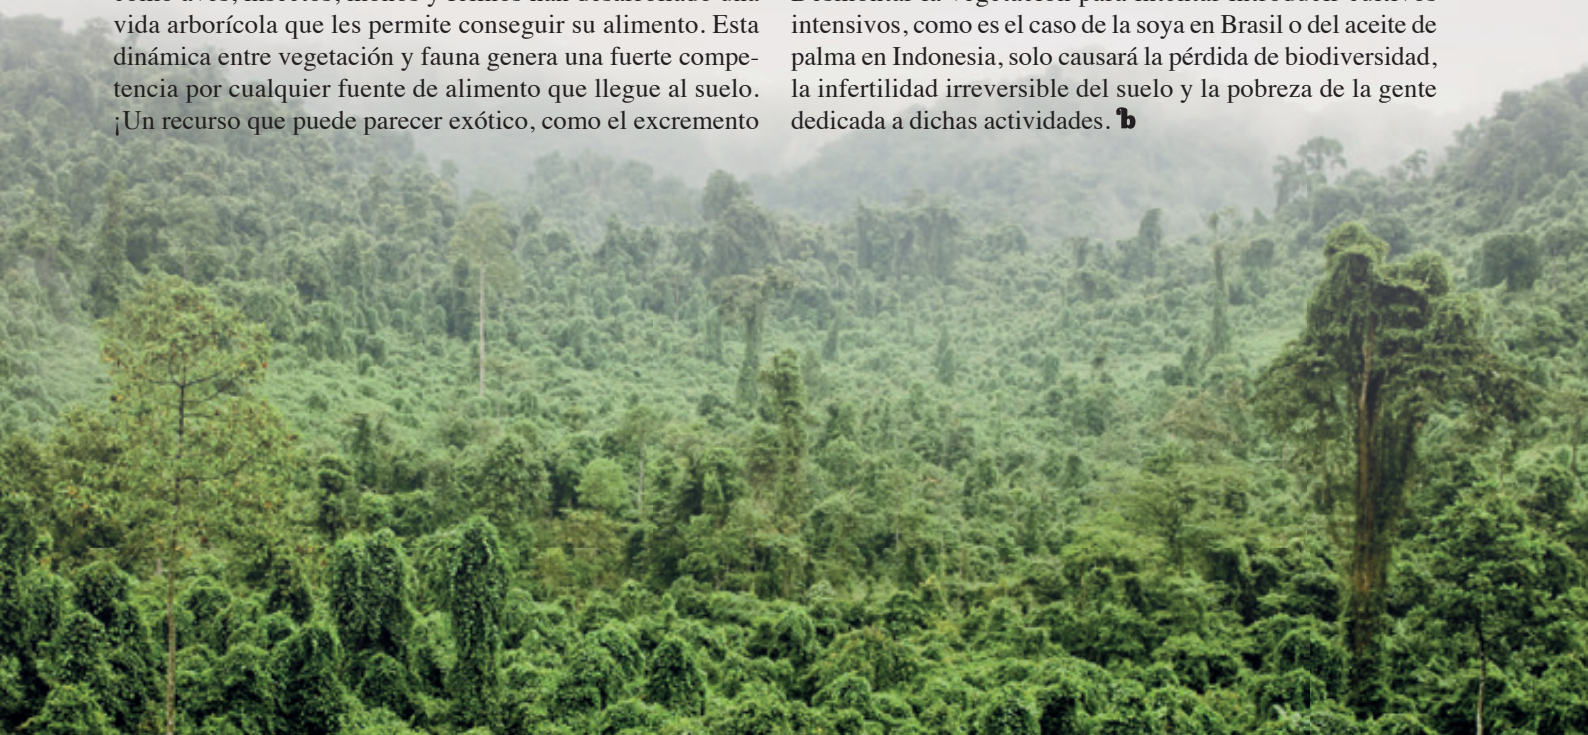 vida arborícola que les permite conseguir su alimento. Esta
dinámica entre vegetación y fauna genera una fuerte compe-
tencia por cualquier fuente de alimento que llegue al suelo.
¡Un recurso que puede parecer exótico, como el excremento
intensivos, como es el caso de la soya en Brasil o del aceite de
palma en Indonesia, solo causará la pérdida de biodiversidad,
la infertilidad irreversible del suelo y la pobreza de la gente
dedicada a dichas actividades. b